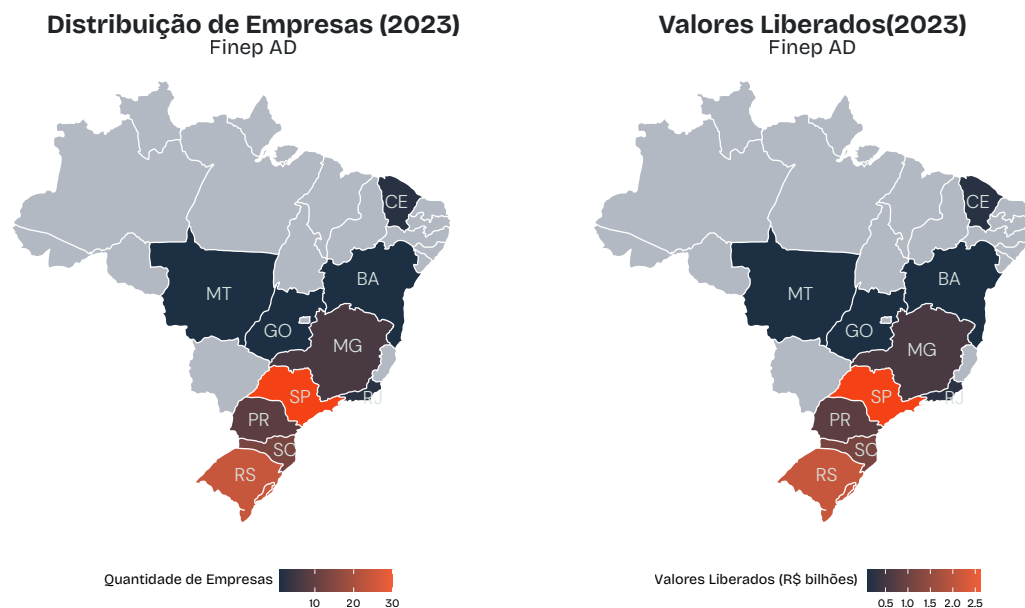 Distribuição de Empresas (2023)
Finep AD
CE
BA
MT
GO
MG
SP
RJ
PR
SC
RS
Quantidade de Empresas
10 20 30
Valores Liberados(2023)
Finep AD
CE
BA
MT
GO
MG
SP
RJ
PR
SC
RS
Valores Liberados (R$ bilhões)
0.5 1.0 1.5 2.0 2.5